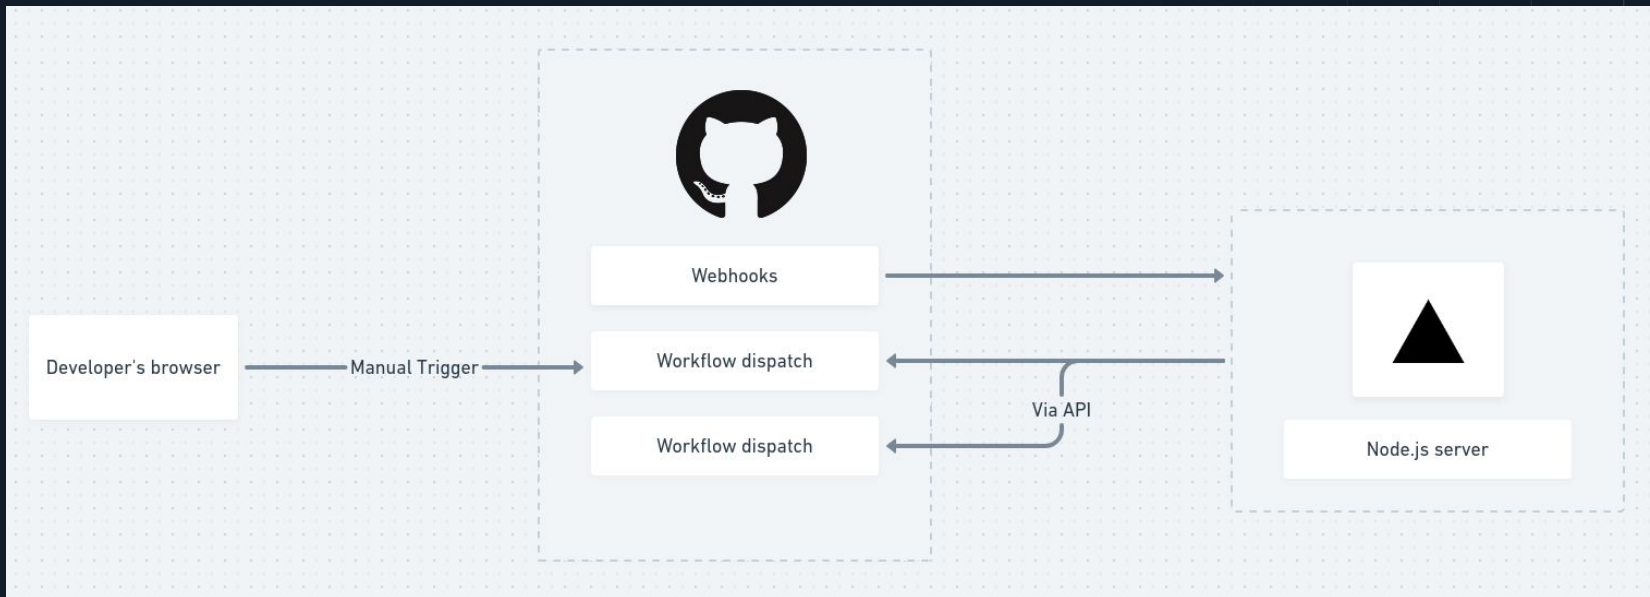 Webhooks
Developer's browser
Manual Trigger
Workflow dispatch
Via API
Workflow dispatch
Node.js server